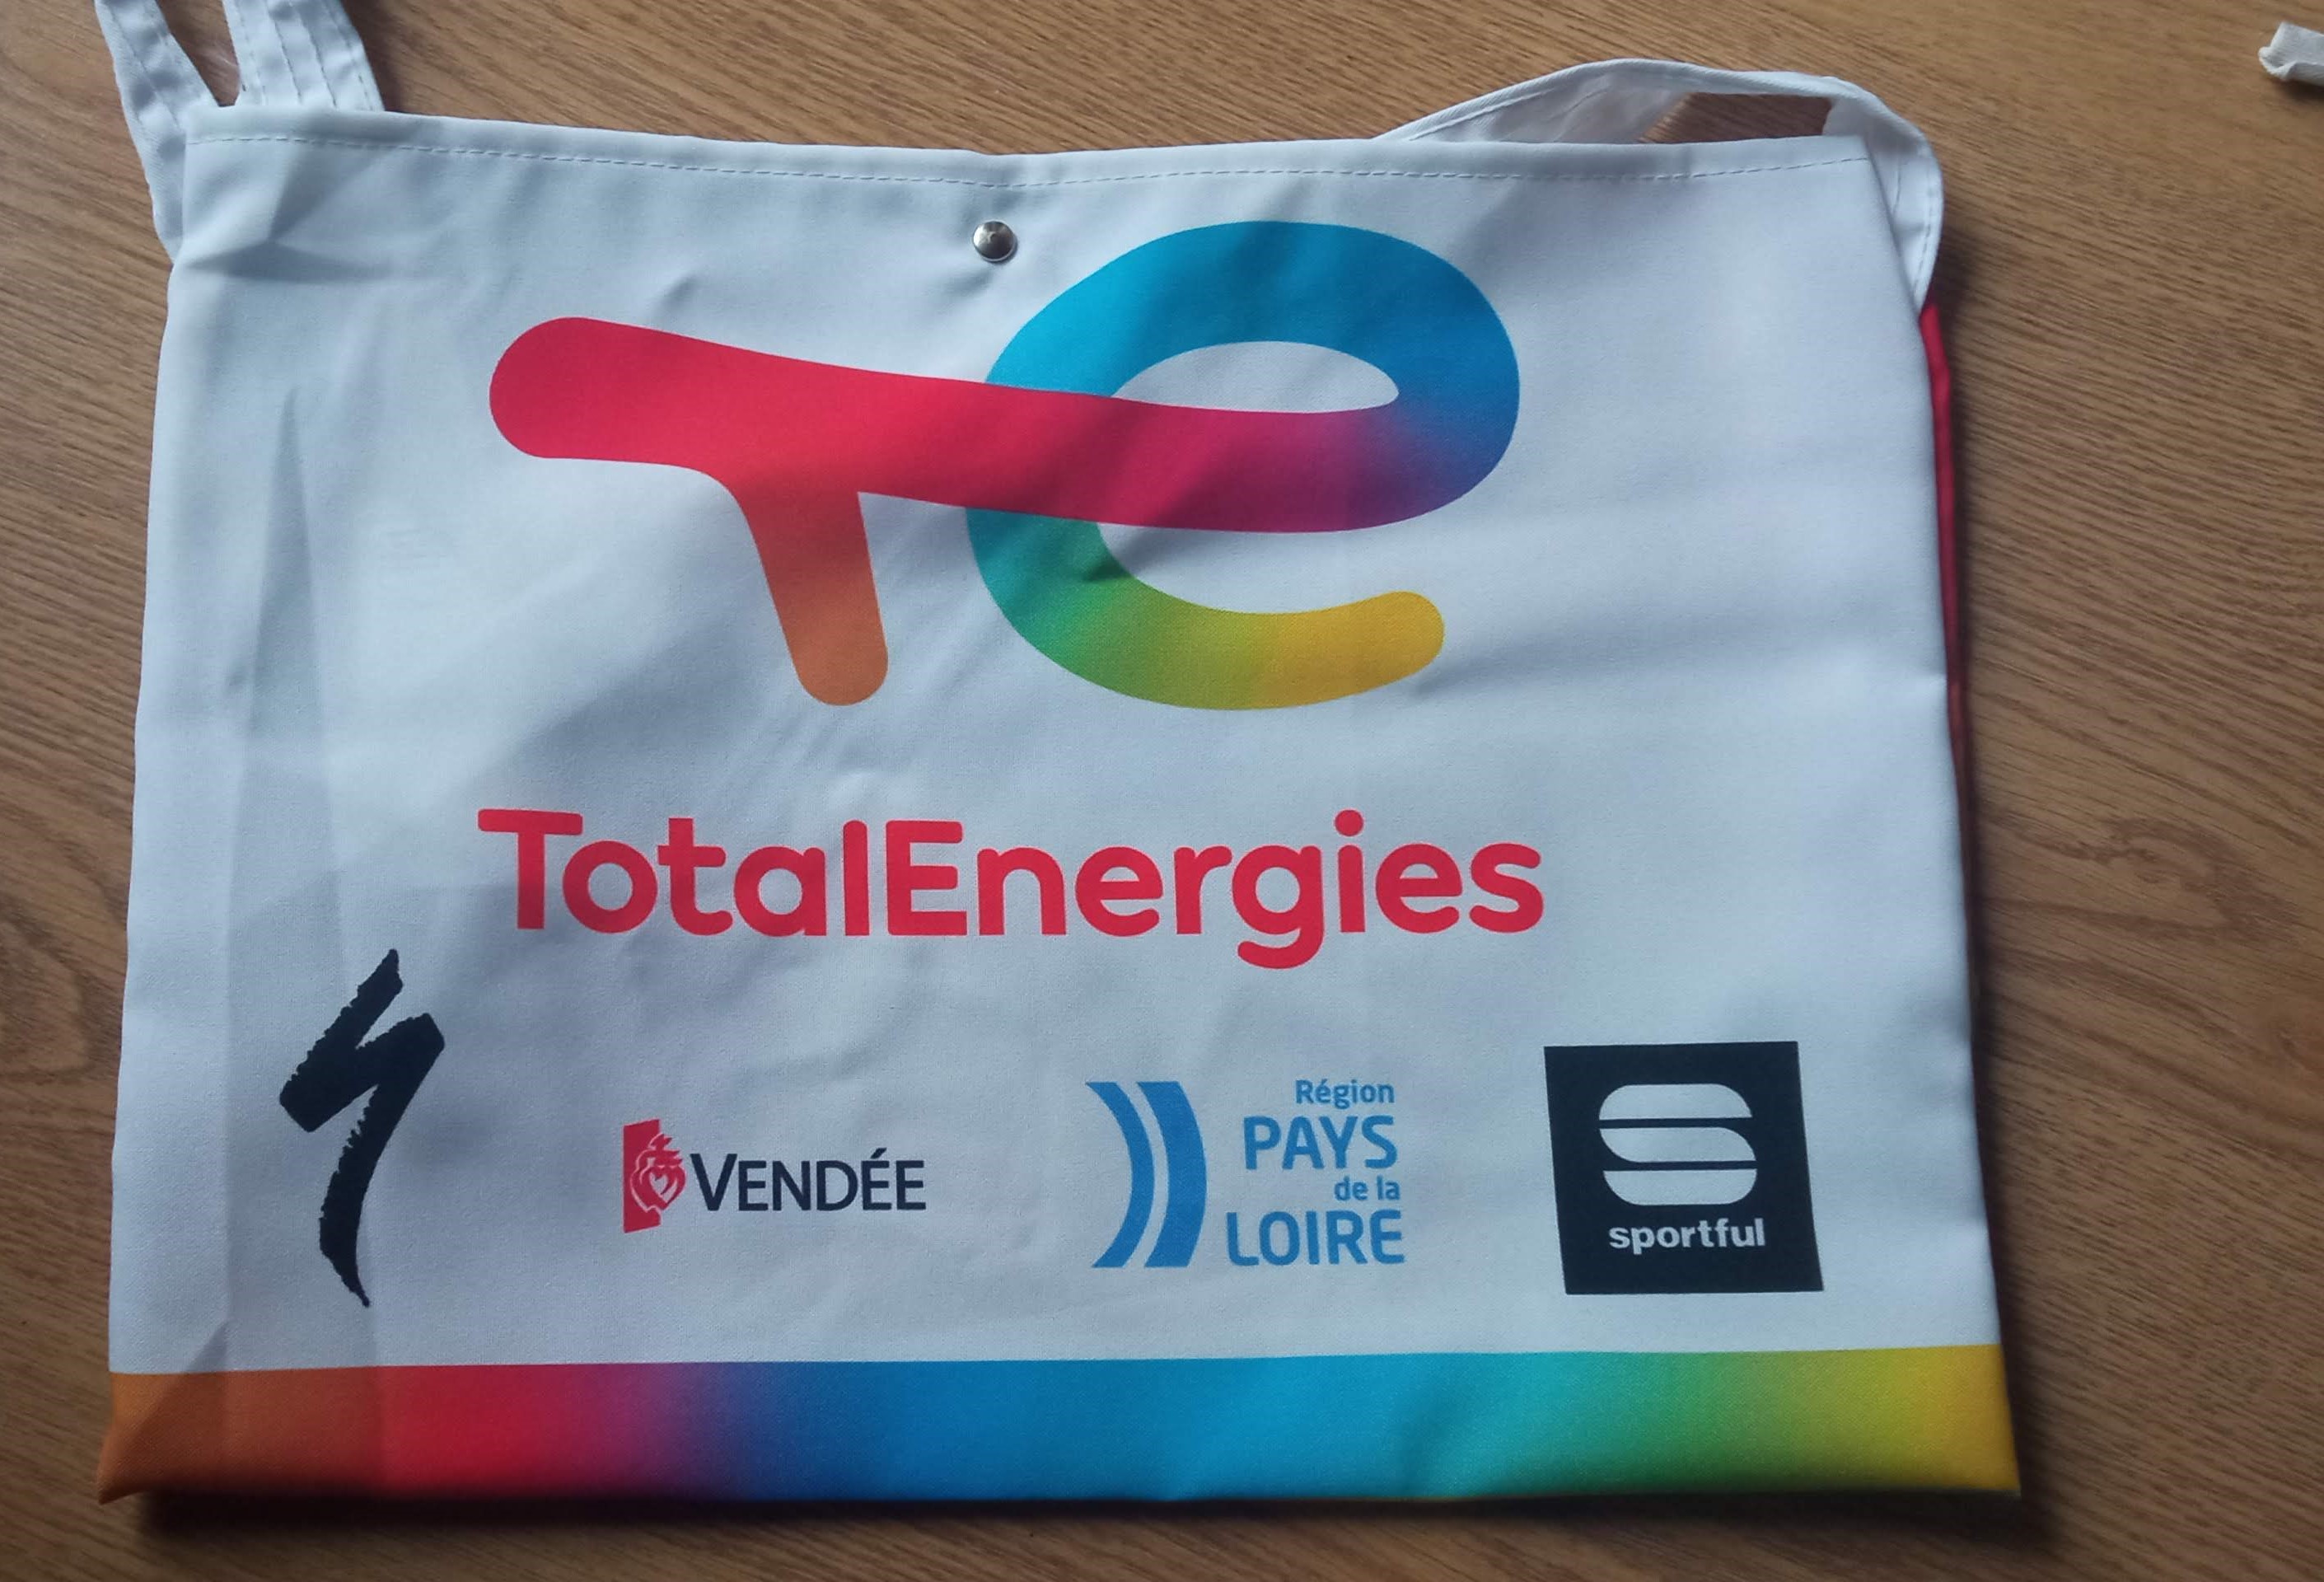 TotalEnergies
VENDÉE
Région
PAYS
de la
LOIRE
sportful